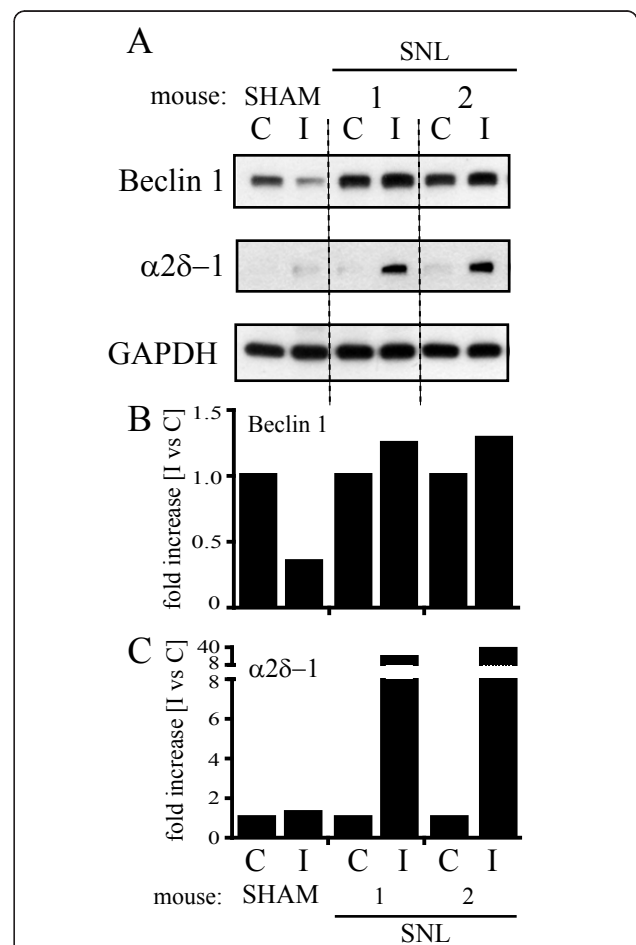 A
SNL
mouse: SHAM 1 2
C I C I C I
Beclin 1
α2δ–1
GAPDH
B
Beclin 1
fold increase [I vs C]
1.5
1.0
0.5
0
C
α2δ–1
fold increase [I vs C]
40
8
8
6
4
2
0
C I C I C I
mouse: SHAM 1 2
SNL